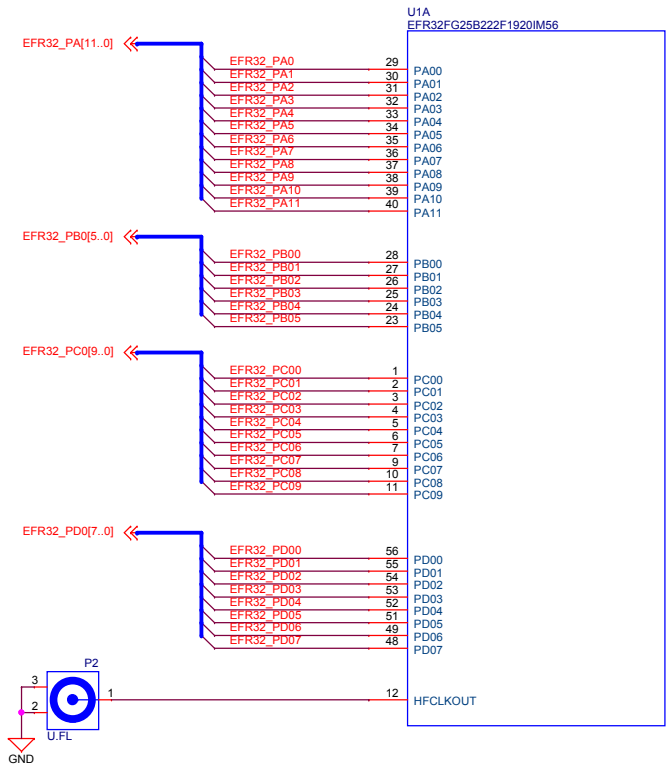 U1A
EFR32FG25B222F1920IM56
EFR32_PA[11..0]
EFR32_PA0 29 PA00
EFR32_PA1 30 PA01
EFR32_PA2 31 PA02
EFR32_PA3 32 PA03
EFR32_PA4 33 PA04
EFR32_PA5 34 PA05
EFR32_PA6 35 PA06
EFR32_PA7 36 PA07
EFR32_PA8 37 PA08
EFR32_PA9 38 PA09
EFR32_PA10 39 PA10
EFR32_PA11 40 PA11
EFR32_PB0[5..0]
EFR32_PB00 28 PB00
EFR32_PB01 27 PB01
EFR32_PB02 26 PB02
EFR32_PB03 25 PB03
EFR32_PB04 24 PB04
EFR32_PB05 23 PB05
EFR32_PC0[9..0]
EFR32_PC00 1 PC00
EFR32_PC01 2 PC01
EFR32_PC02 3 PC02
EFR32_PC03 4 PC03
EFR32_PC04 5 PC04
EFR32_PC05 6 PC05
EFR32_PC06 7 PC06
EFR32_PC07 9 PC07
EFR32_PC08 10 PC08
EFR32_PC09 11 PC09
EFR32_PD0[7..0]
EFR32_PD00 56 PD00
EFR32_PD01 55 PD01
EFR32_PD02 54 PD02
EFR32_PD03 53 PD03
EFR32_PD04 52 PD04
EFR32_PD05 51 PD05
EFR32_PD06 49 PD06
EFR32_PD07 48 PD07
P2
3
1 12 HFCLKOUT
2
U.FL
GND